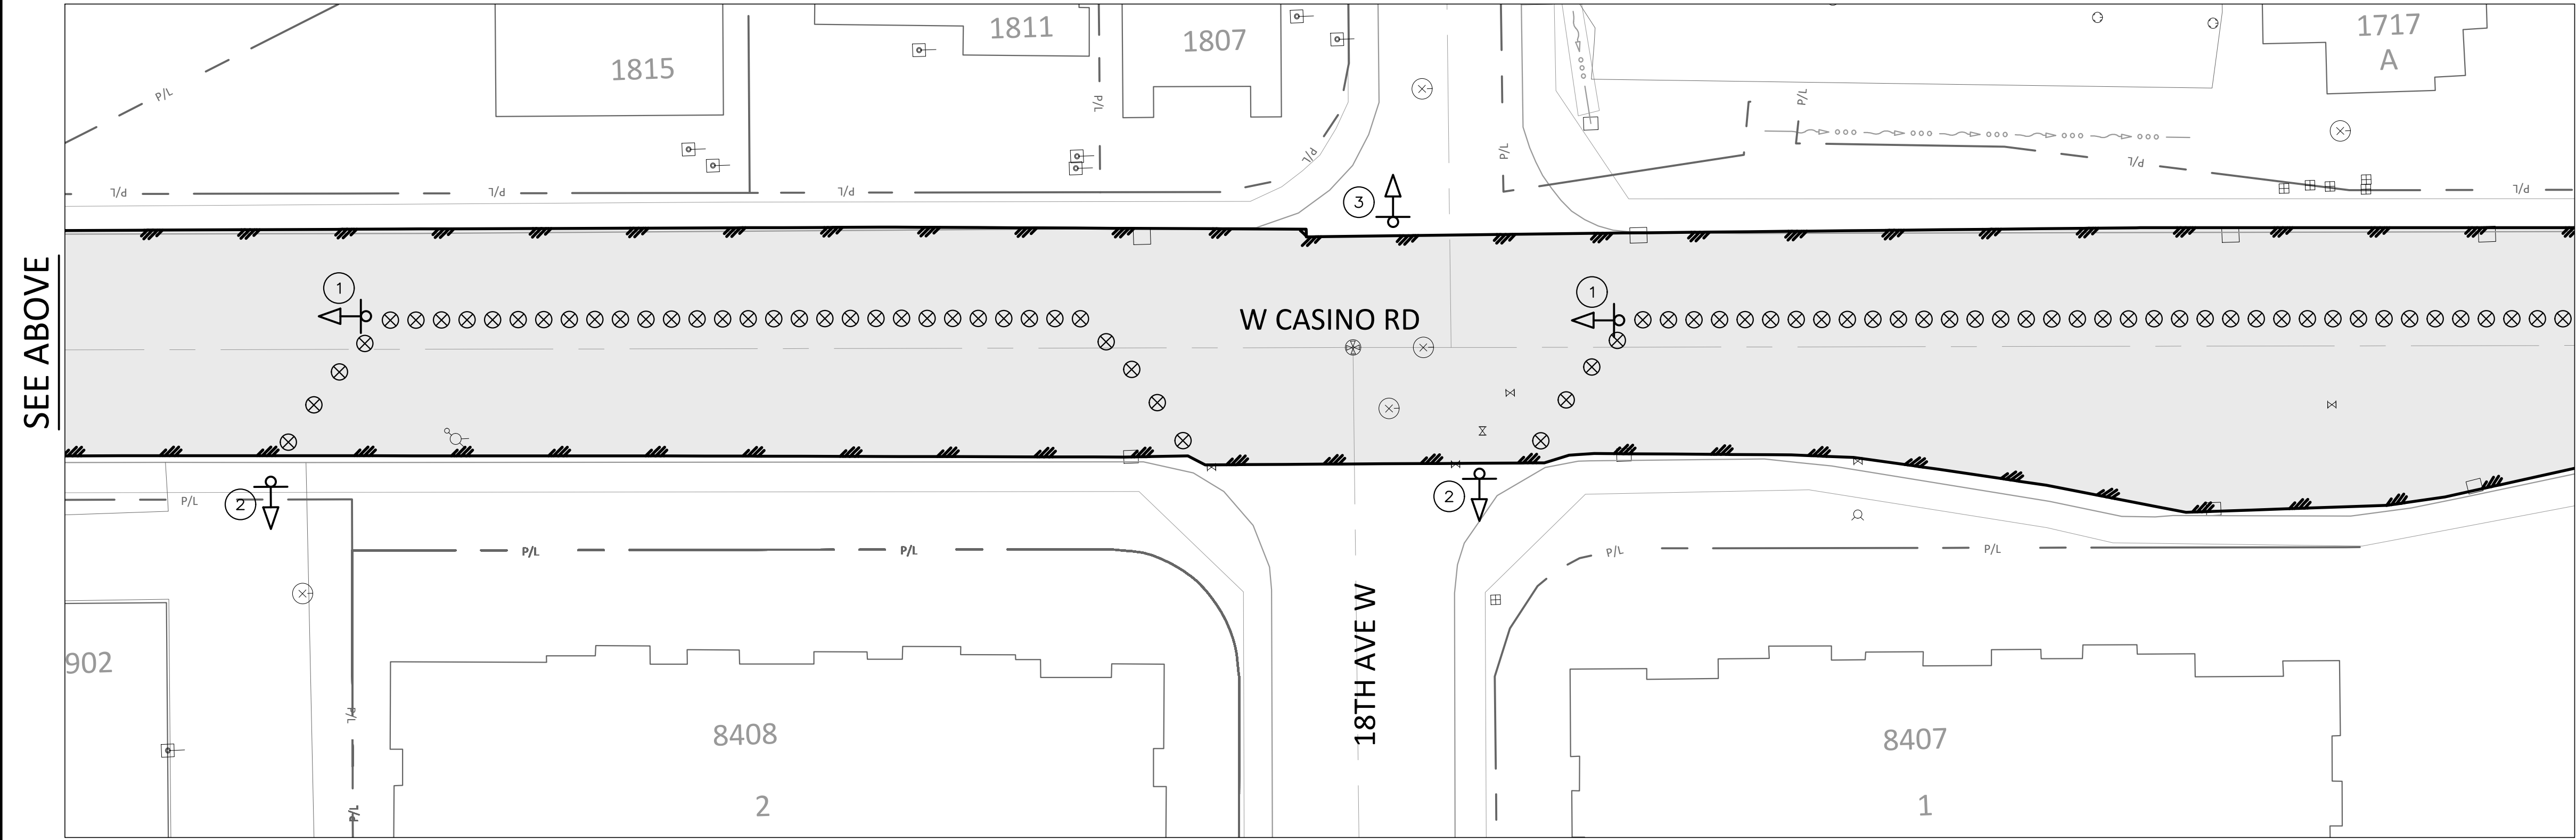 1815
1811
1807
1717
A
P/L
P/L
P/L
P/L
P/L
P/L
P/L
P/L
P/L
P/L
P/L
3
SEE ABOVE
1
W CASINO RD
1
2
P/L
2
P/L
P/L
P/L
P/L
18TH AVE W
902
P/L
8408
2
P/L
8407
1